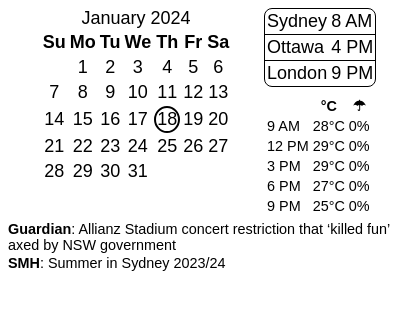 January 2024
Su Mo Tu We Th Fr Sa
1 2 3 4 5 6
7 8 9 10 11 12 13
14 15 16 17 18 19 20
21 22 23 24 25 26 27
28 29 30 31
Sydney 8 AM
Ottawa 4 PM
London 9 PM
°C ☂
9 AM 28°C 0%
12 PM 29°C 0%
3 PM 29°C 0%
6 PM 27°C 0%
9 PM 25°C 0%
Guardian: Allianz Stadium concert restriction that ‘killed fun’
axed by NSW government
SMH: Summer in Sydney 2023/24